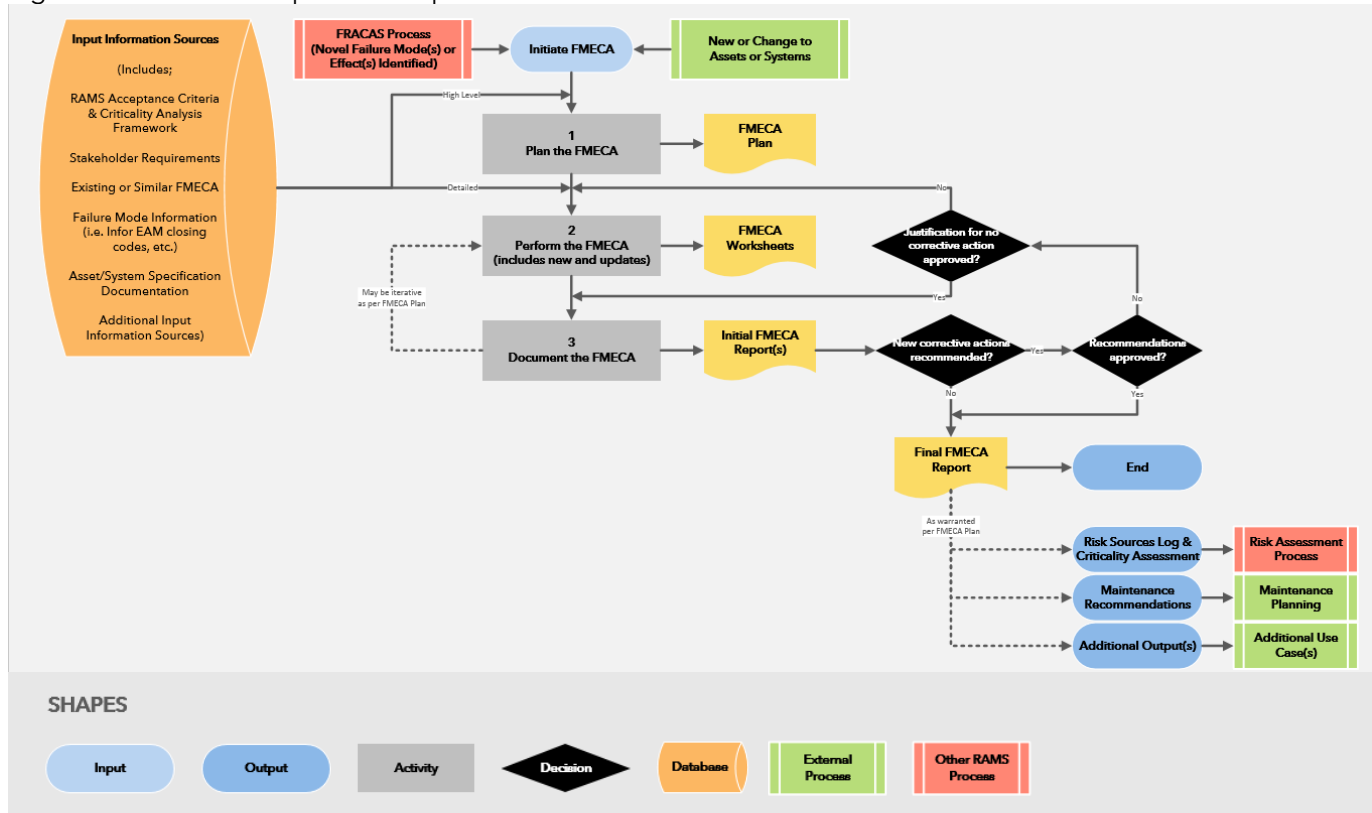 Input Information Sources
(Includes;
RAMS Acceptance Criteria
& Criticality Analysis
Framework
Stakeholder Requirements
Existing or Similar FMECA
Failure Mode Information
(i.e. Infor EAM closing
codes, etc.)
Asset/System Specification
Documentation
Additional Input
Information Sources)
FRACAS Process
(Novel Failure Mode(s) or
Effect(s) Identified)
Initiate FMECA
New or Change to
Assets or Systems
High Level
1
Plan the FMECA
FMECA
Plan
Detailed
No
2
Perform the FMECA
(includes new and updates)
FMECA
Worksheets
Justification for no
corrective action
approved?
May be iterative
as per FMECA Plan
Yes
No
3
Document the FMECA
Initial FMECA
Report(s)
New corrective actions
recommended?
Yes
Recommendations
approved?
No
Yes
Final FMECA
Report
End
As warranted
per FMECA Plan
Risk Sources Log &
Criticality Assessment
Risk Assessment
Process
Maintenance
Recommendations
Maintenance
Planning
Additional Output(s)
Additional Use
Case(s)
SHAPES
Input
Output
Activity
Decision
Database
External
Process
Other RAMS
Process